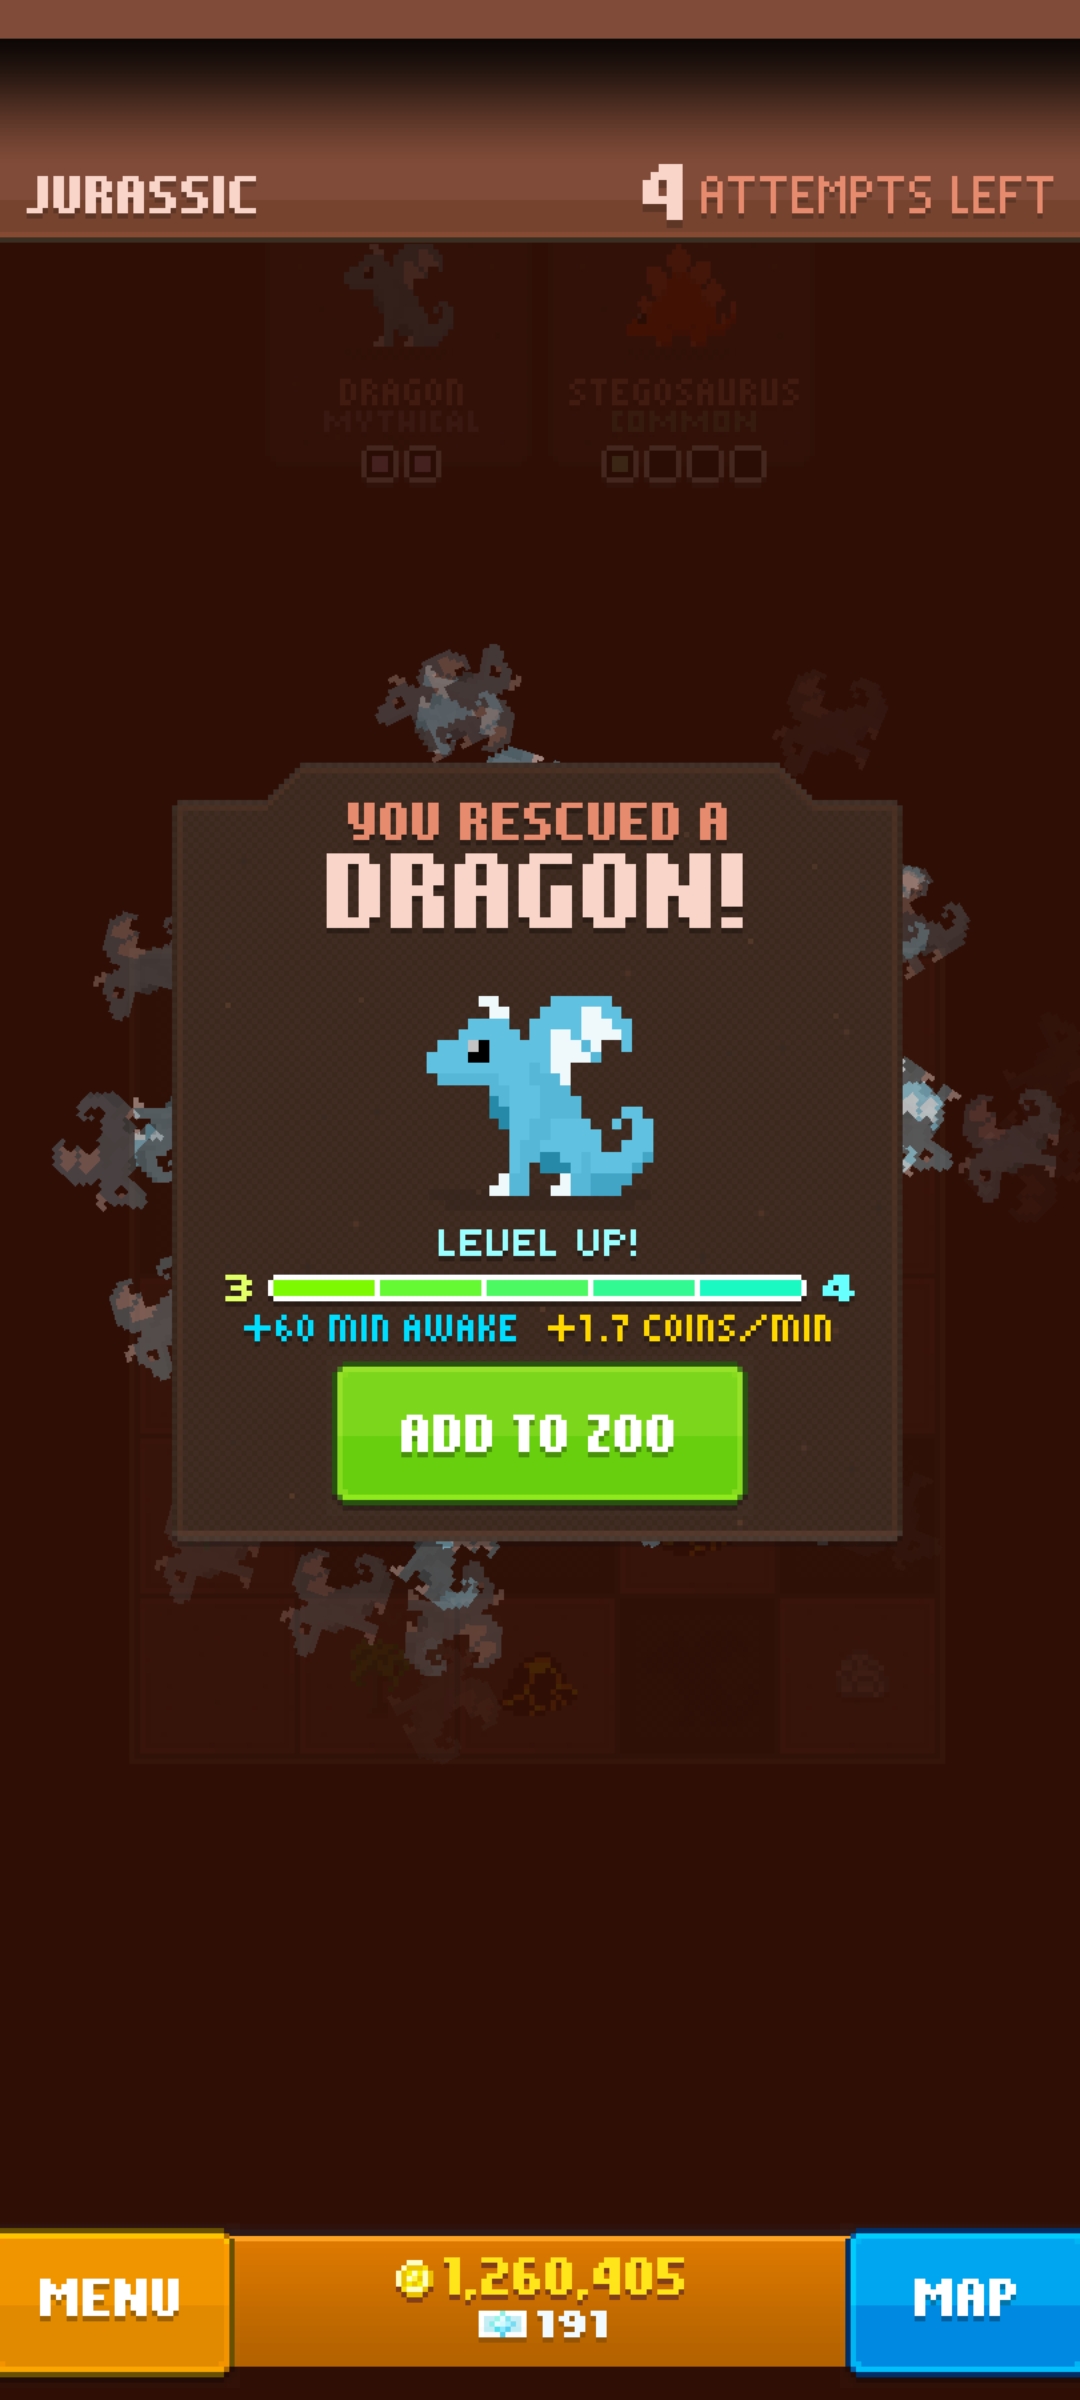 JURASSIC
4 ATTEMPTS LEFT
DRAGON
MYTHICAL
STEGOSAURUS
COMMON
YOU RESCUED A
DRAGON!
LEVEL UP!
3 4
+60 MIN AWAKE +1.7 COINS/MIN
ADD TO ZOO
MENU
1,260,405
191
MAP